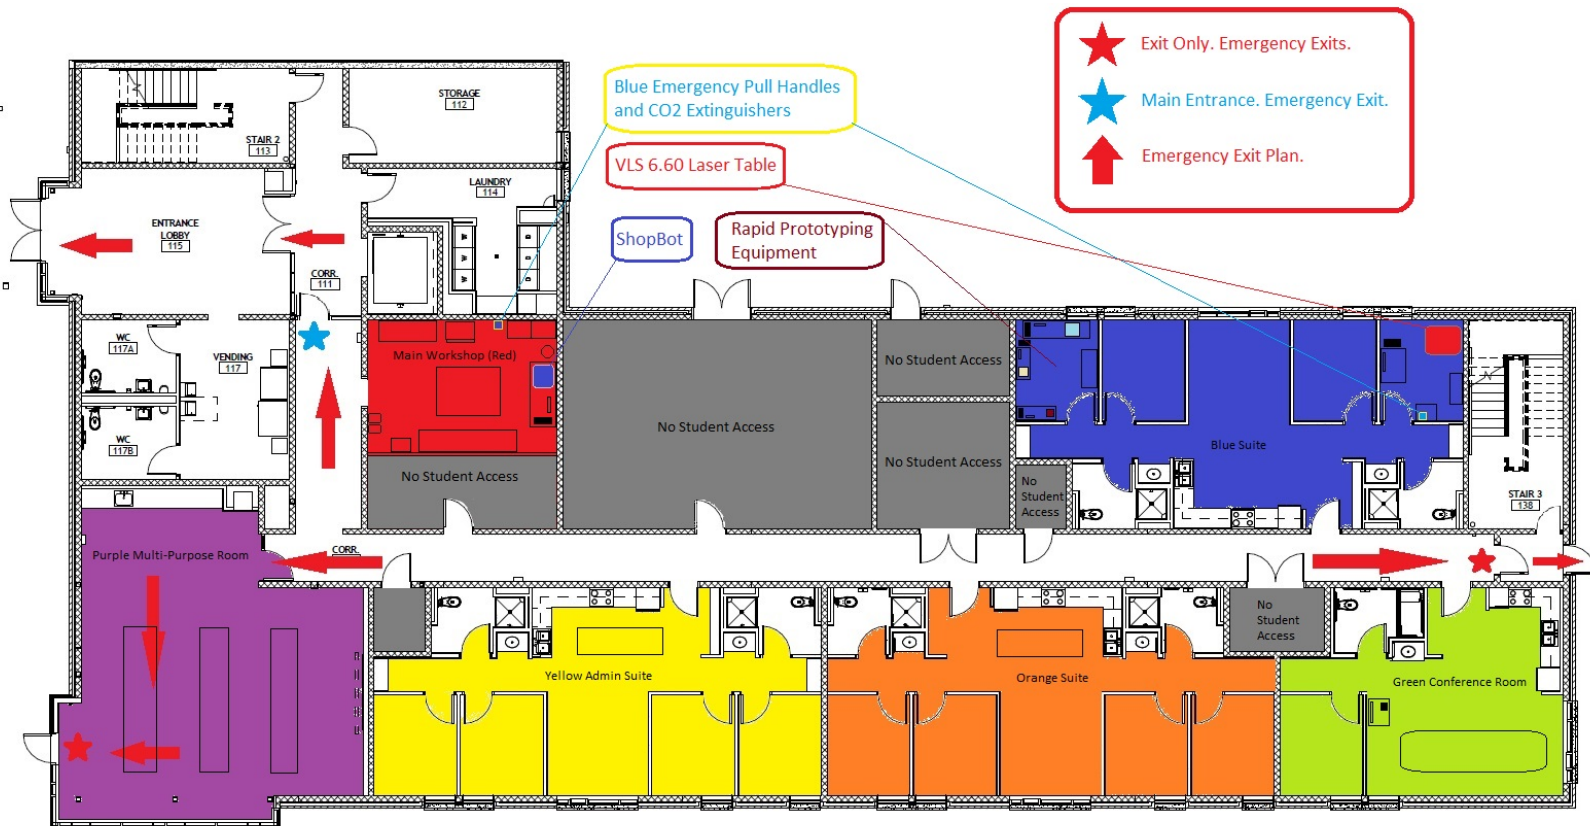 Exit Only. Emergency Exits.
Main Entrance. Emergency Exit.
Emergency Exit Plan.
Blue Emergency Pull Handles
and CO2 Extinguishers
VLS 6.60 Laser Table
ShopBot
Rapid Prototyping
Equipment
STORAGE
112
STAIR 2
113
LAUNDRY
114
ENTRANCE
LOBBY
115
CORR.
111
WC
117A
VENDING
117
WC
117B
Main Workshop (Red)
No Student Access
No Student Access
No Student Access
No Student Access
No
Student
Access
Blue Suite
STAIR 3
138
Purple Multi-Purpose Room
CORR.
Yellow Admin Suite
Orange Suite
No
Student
Access
Green Conference Room